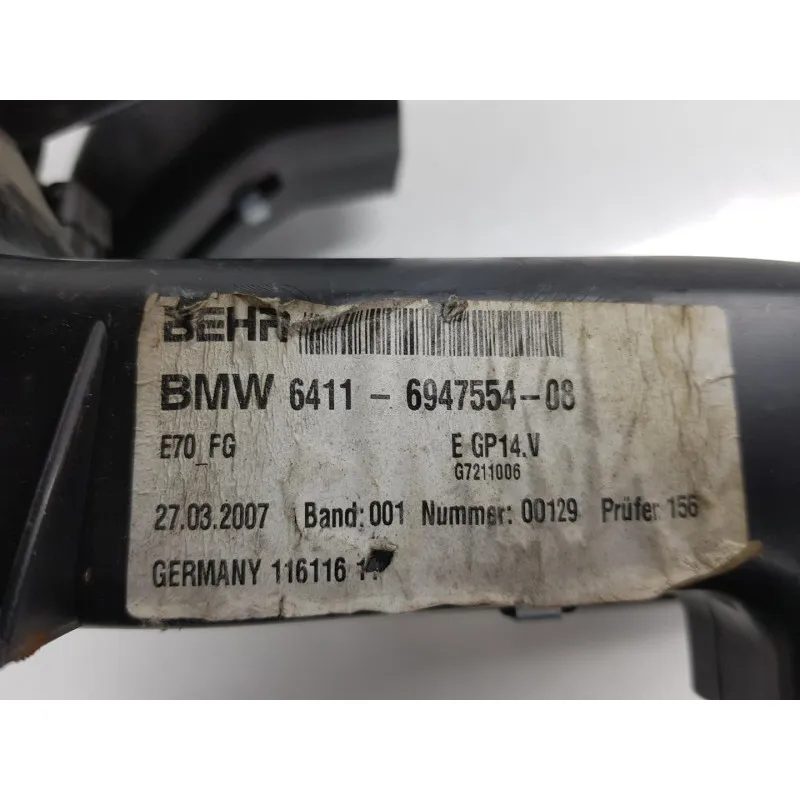 BEHR
BMW 6411 - 6947554-08
E70_FG E GP14.V
G7211006
27.03.2007 Band: 001 Nummer: 00129 Prüfer 156
GERMANY 116116